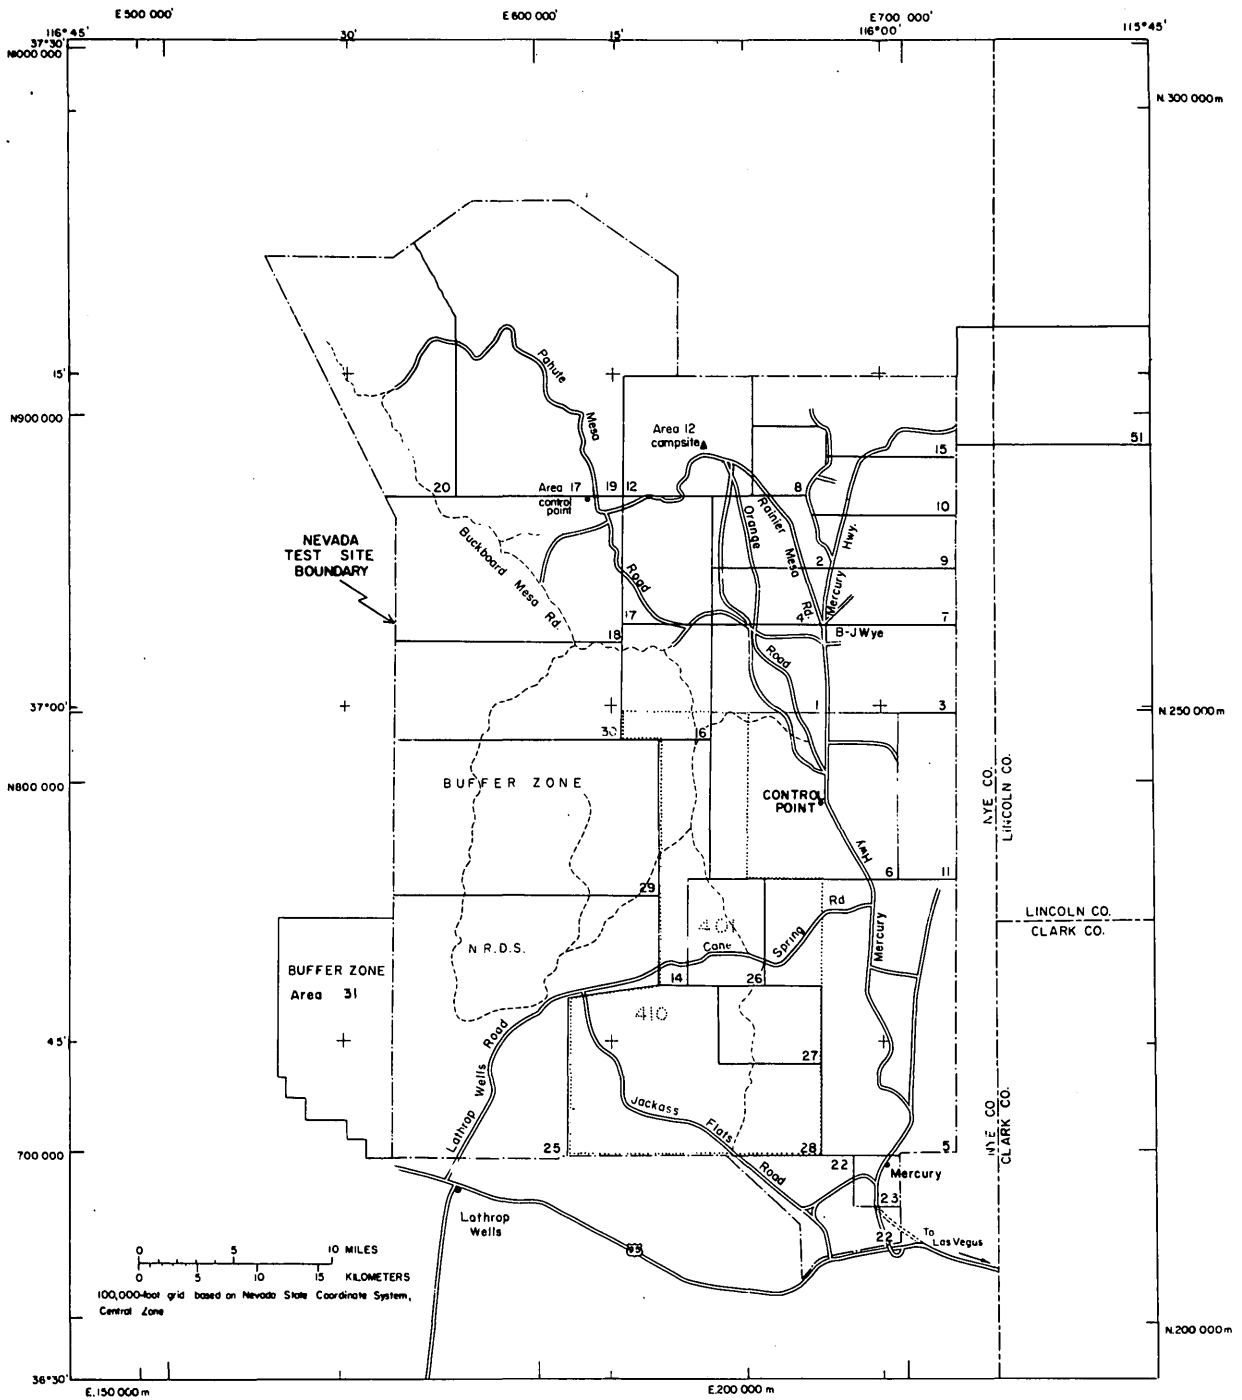 E 500 000'
E 600 000'
E 700 000'
116° 45'
30'
15'
116°00'
115°45'
37°30'
N1000 000
N. 300 000 m
15'
N900 000
Pahute
Mesa
Road
Area 12
campsite
51
15
20
Area 17
control
point
19
12
8
10
Orange
Road
Rainier
Mesa
Rd.
Mercury
Hwy.
NEVADA
TEST SITE
BOUNDARY
Buckboard Mesa Rd.
2
9
17
4
7
18
B-J Wye
37°00'
1
3
N. 250 000 m
30
16
N800 000
BUFFER ZONE
CONTROL
POINT
NYE CO.
LINCOLN CO.
Hwy
6
11
29
Rd
LINCOLN CO.
CLARK CO.
401
N.R.D.S.
Cane
Spring
Mercury
BUFFER ZONE
Area 31
14
26
410
45'
27
Lathrop Wells Road
Jackass
Flats
Road
NYE CO
CLARK CO.
700 000
25
28
5
22
Mercury
23
Lathrop
Wells
22
To
Las Vegas
95
0 5 10 MILES
0 5 10 15 KILOMETERS
100,000-foot grid based on Nevada State Coordinate System,
Central Zone
N. 200 000 m
36°30'
E. 150 000 m
E. 200 000 m